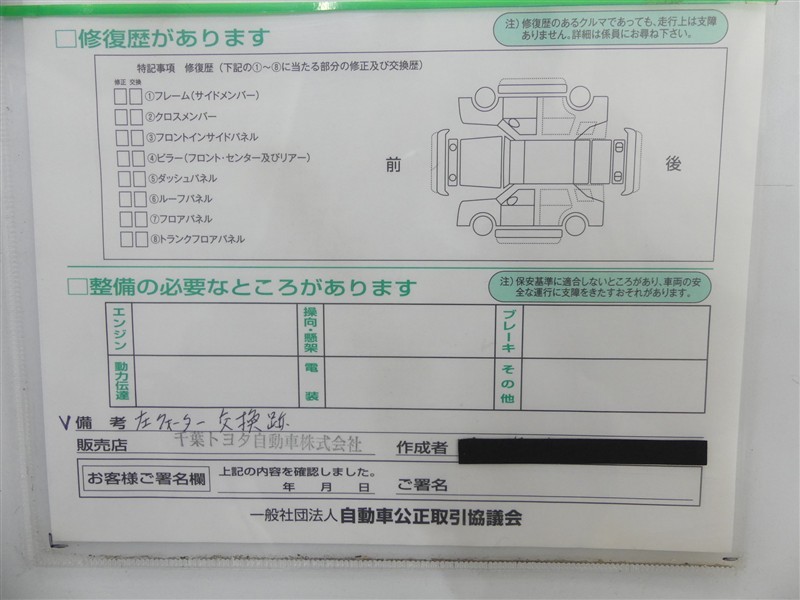 □修復歴があります
注）修復歴のあるクルマであっても、走行上は支障
ありません。詳細は係員にお尋ね下さい。
特記事項　修復歴（下記の①～⑧に当たる部分の修正及び交換歴）
修正 交換
①フレーム（サイドメンバー）
②クロスメンバー
③フロントインサイドパネル
④ピラー（フロント・センター及びリアー）
⑤ダッシュパネル
⑥ルーフパネル
⑦フロアパネル
⑧トランクフロアパネル
前
後
□整備の必要なところがあります
注）保安基準に適合しないところがあり、車両の安
全な運行に支障をきたすおそれがあります。
エンジン
操向・懸架
ブレーキ
動力伝達
電装
その他
V 備考 左クォーター交換跡
販売店 千葉トヨタ自動車株式会社 作成者
お客様ご署名欄
上記の内容を確認しました。
年 月 日 ご署名
一般社団法人 自動車公正取引協議会